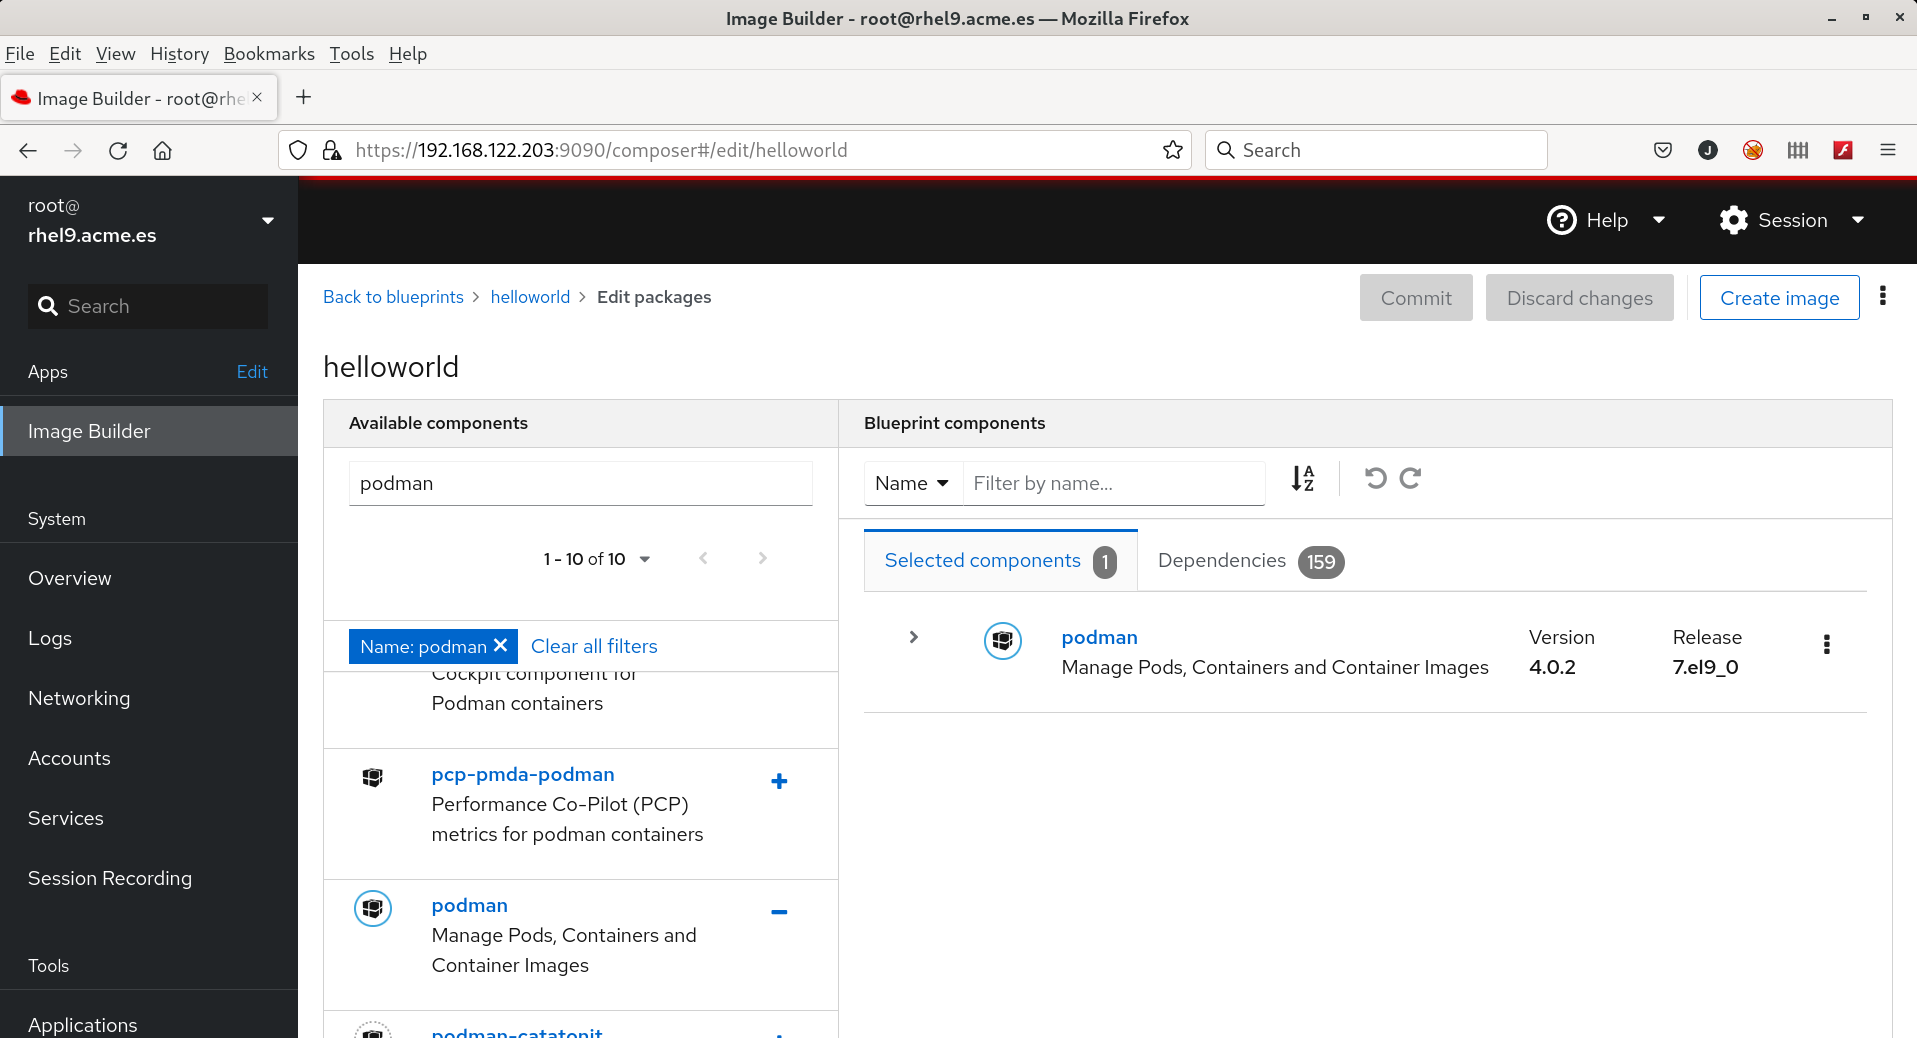 Image Builder - root@rhel9.acme.es — Mozilla Firefox
File Edit View History Bookmarks Tools Help
Image Builder - root@rhe
https://192.168.122.203:9090/composer#/edit/helloworld
Search
J
root@
rhel9.acme.es
Help
Session
Search
Apps
Edit
Image Builder
System
Overview
Logs
Networking
Accounts
Services
Session Recording
Tools
Applications
Back to blueprints > helloworld > Edit packages
Commit
Discard changes
Create image
helloworld
Available components
podman
1 - 10 of 10
Name: podman
Clear all filters
Cockpit component for
Podman containers
pcp-pmda-podman
Performance Co-Pilot (PCP)
metrics for podman containers
podman
Manage Pods, Containers and
Container Images
podman-catatonit
Blueprint components
Name
Filter by name...
A
Z
Selected components 1
Dependencies 159
podman
Manage Pods, Containers and Container Images
Version
4.0.2
Release
7.el9_0